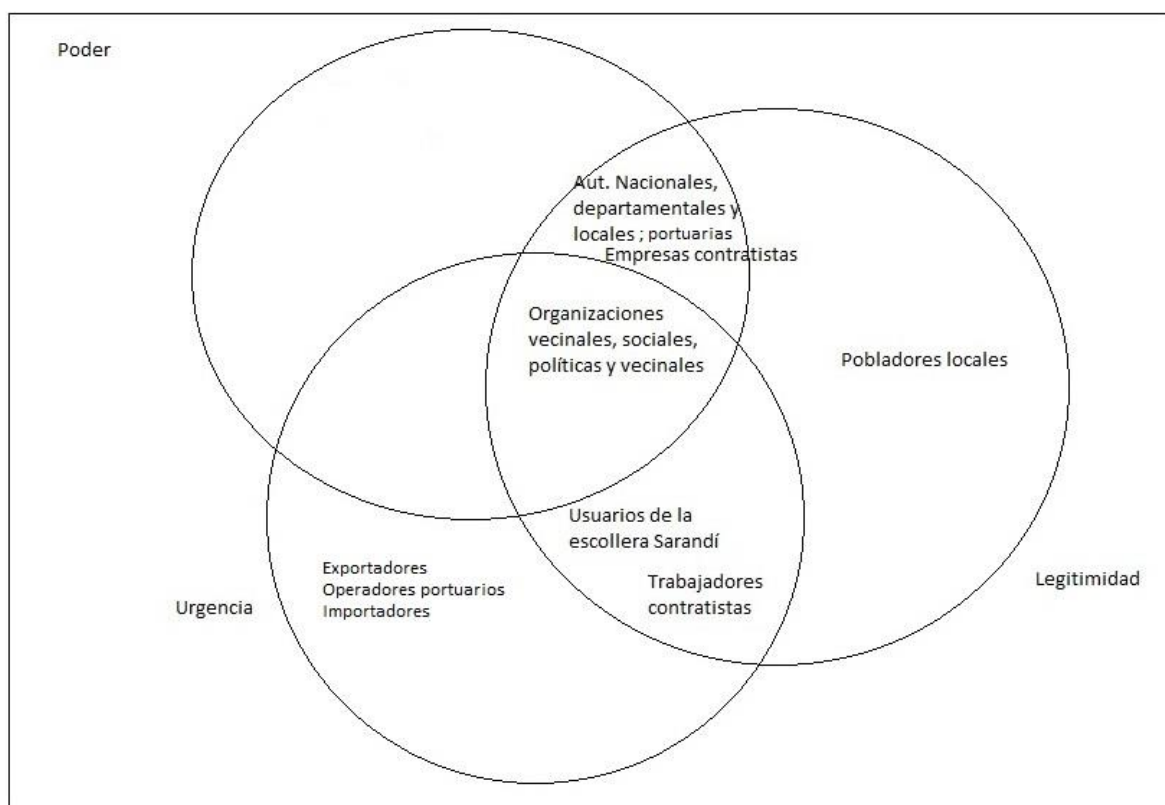 Poder
Aut. Nacionales,
departamentales y
locales ; portuarias
Empresas contratistas
Organizaciones
vecinales, sociales,
políticas y vecinales
Pobladores locales
Usuarios de la
escollera Sarandí
Exportadores
Operadores portuarios
Importadores
Trabajadores
contratistas
Urgencia
Legitimidad